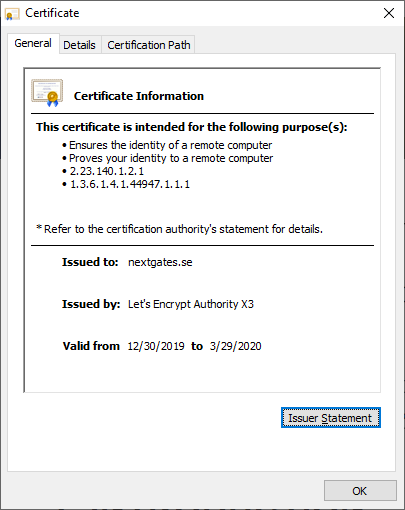 Certificate
General Details Certification Path
Certificate Information
This certificate is intended for the following purpose(s):
• Ensures the identity of a remote computer
• Proves your identity to a remote computer
• 2.23.140.1.2.1
• 1.3.6.1.4.1.44947.1.1.1
* Refer to the certification authority's statement for details.
Issued to: nextgates.se
Issued by: Let's Encrypt Authority X3
Valid from 12/30/2019 to 3/29/2020
Issuer Statement
OK